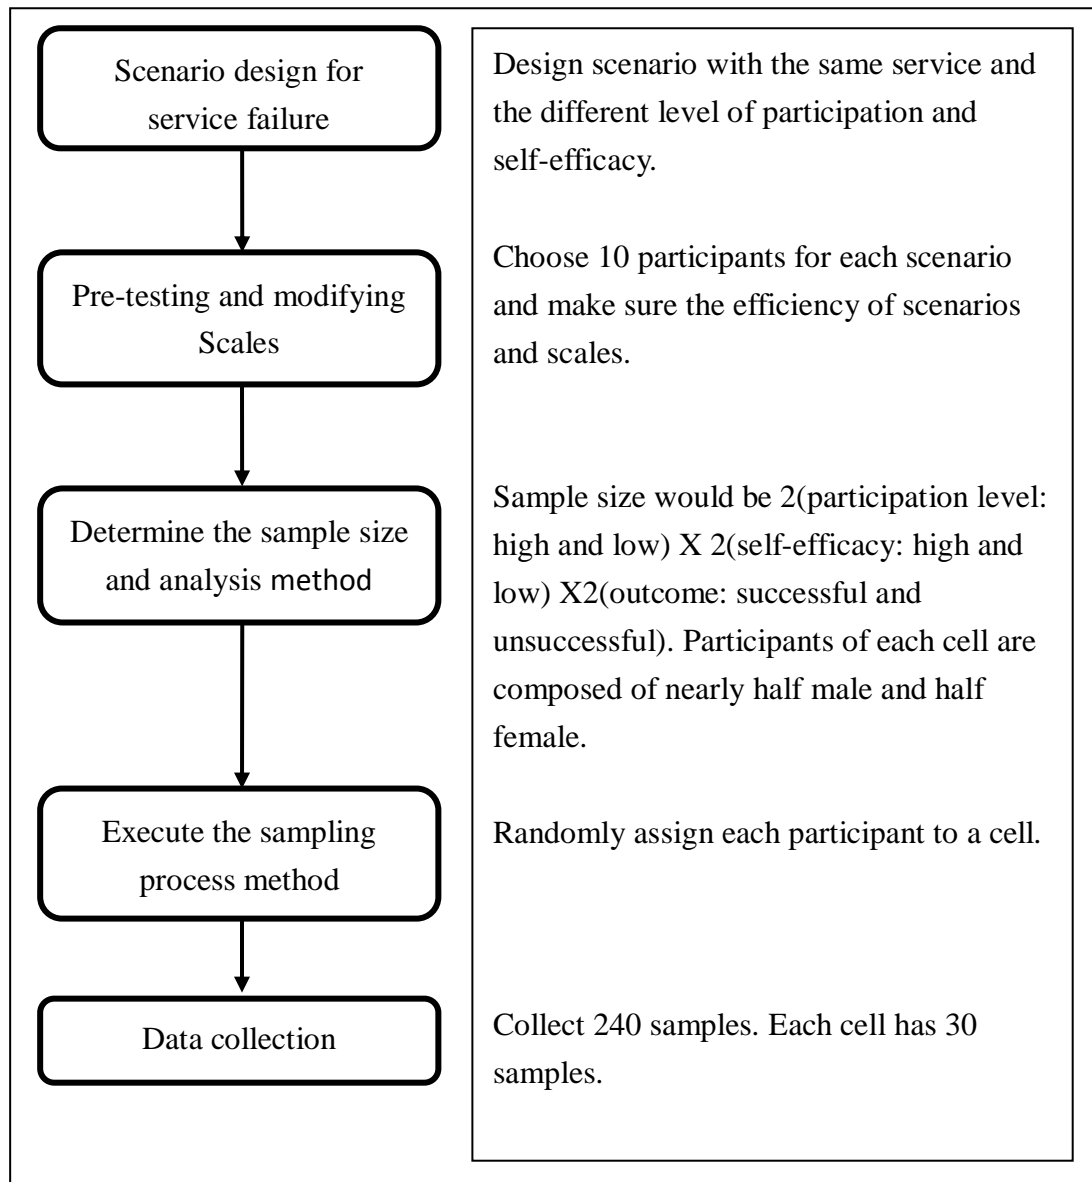 Scenario design for
service failure
Design scenario with the same service and
the different level of participation and
self-efficacy.
Pre-testing and modifying
Scales
Choose 10 participants for each scenario
and make sure the efficiency of scenarios
and scales.
Determine the sample size
and analysis method
Sample size would be 2(participation level:
high and low) X 2(self-efficacy: high and
low) X2(outcome: successful and
unsuccessful). Participants of each cell are
composed of nearly half male and half
female.
Execute the sampling
process method
Randomly assign each participant to a cell.
Data collection
Collect 240 samples. Each cell has 30
samples.